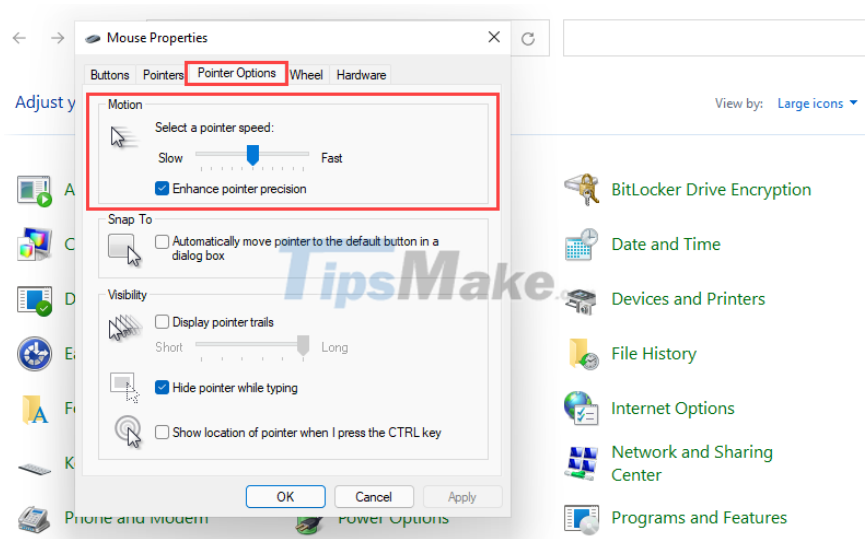 Mouse Properties
Buttons Pointers Pointer Options Wheel Hardware
Adjust y
View by: Large icons
Motion
Select a pointer speed:
Slow Fast
Enhance pointer precision
Snap To
Automatically move pointer to the default button in a
dialog box
Visibility
Display pointer trails
Short Long
Hide pointer while typing
Show location of pointer when I press the CTRL key
OK Cancel Apply
BitLocker Drive Encryption
Date and Time
Devices and Printers
File History
Internet Options
Network and Sharing
Center
Phone and Modem
Power Options
Programs and Features
TipsMake